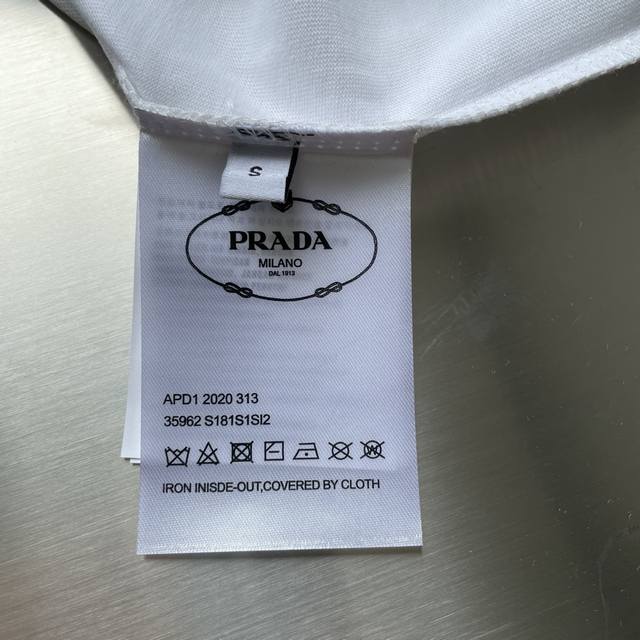 S
PRADA
MILANO
DAL 1913
APD1 2020 313
35962 S181S1SI2
IRON INISDE-OUT,COVERED BY CLOTH